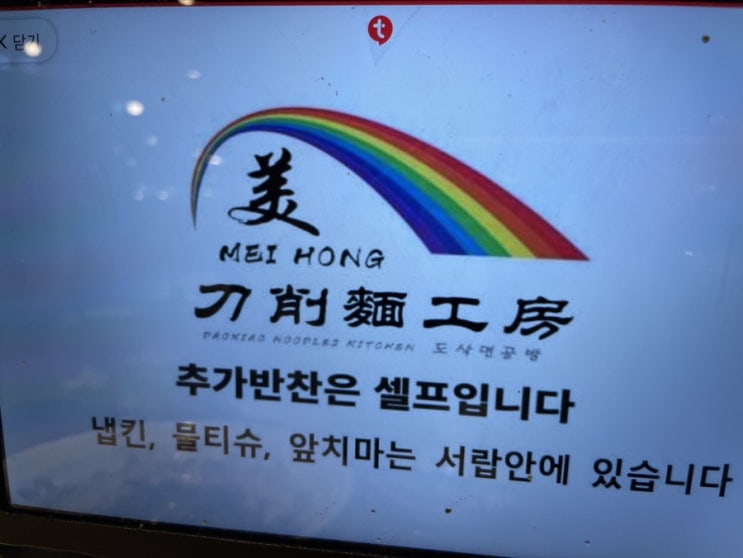 X 닫기
t
美
MEI HONG
刀削麵工房
DAOXIAO NOODLES KITCHEN 도삭면공방
추가반찬은 셀프입니다
냅킨, 물티슈, 앞치마는 서랍안에 있습니다